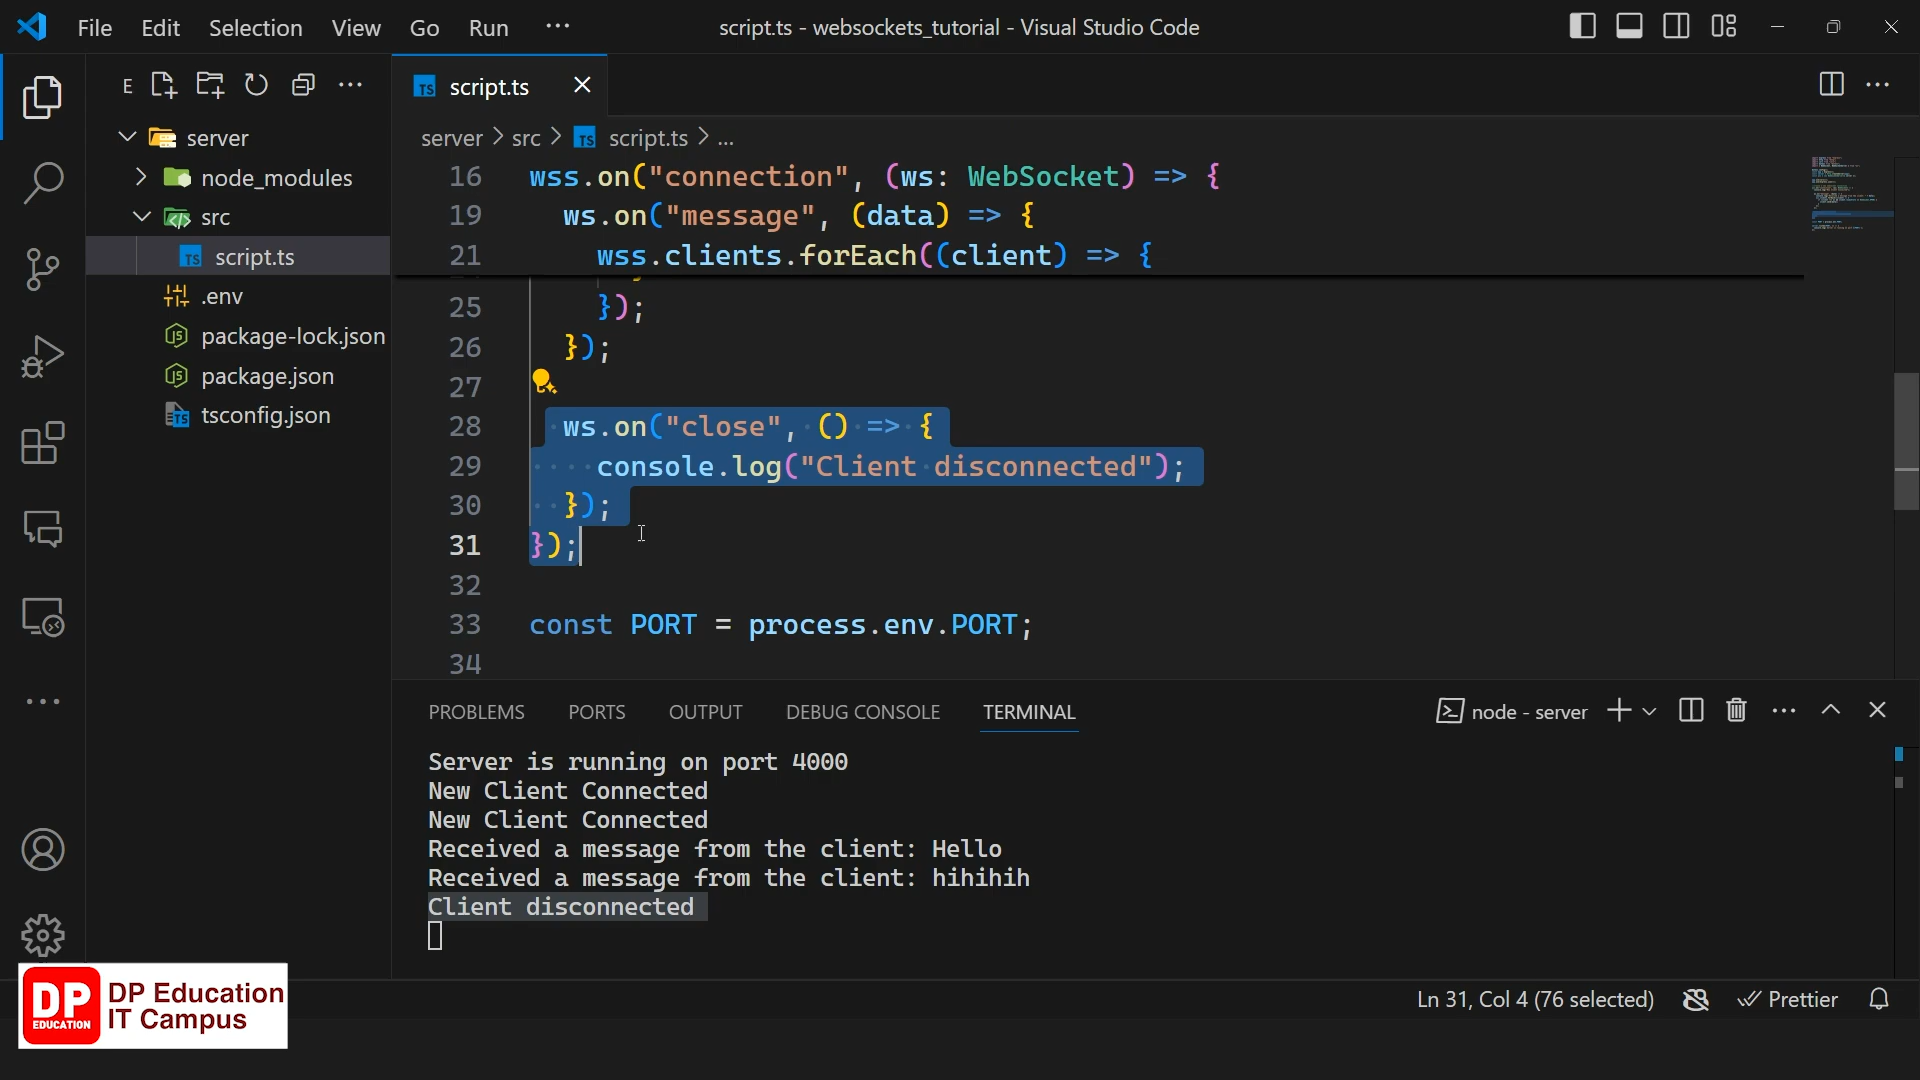 File Edit Selection View Go Run ···
script.ts - websockets_tutorial - Visual Studio Code
E
server
node_modules
src
script.ts
.env
package-lock.json
package.json
tsconfig.json
TS script.ts
server > src > TS script.ts > ...
16 wss.on("connection", (ws: WebSocket) => {
19 ws.on("message", (data) => {
21 wss.clients.forEach((client) => {
25 });
26 });
27
28 ws.on("close", () => {
29 console.log("Client disconnected");
30 });
31 });
32
33 const PORT = process.env.PORT;
34
PROBLEMS PORTS OUTPUT DEBUG CONSOLE TERMINAL
node - server
Server is running on port 4000
New Client Connected
New Client Connected
Received a message from the client: Hello
Received a message from the client: hihihih
Client disconnected
Ln 31, Col 4 (76 selected) Prettier
DP EDUCATION
DP Education
IT Campus